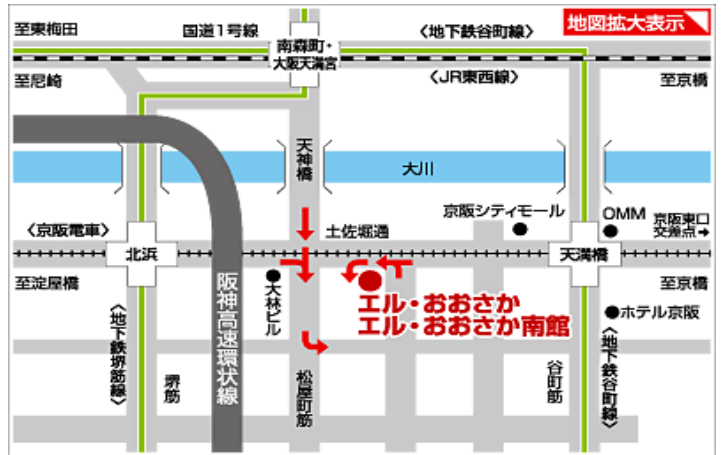 至東梅田
国道1号線
〈地下鉄谷町線〉
地図拡大表示
南森町・
大阪天満宮
至尼崎
〈JR東西線〉
至京橋
天神橋
大川
京阪シティモール
OMM
京阪東口
交差点➞
〈京阪電車〉
土佐堀通
北浜
天満橋
至淀屋橋
大林ビル
至京橋
エル・おおさか
エル・おおさか南館
ホテル京阪
〈地下鉄堺筋線〉
堺筋
阪神高速環状線
松屋町筋
谷町筋
〈地下鉄谷町線〉